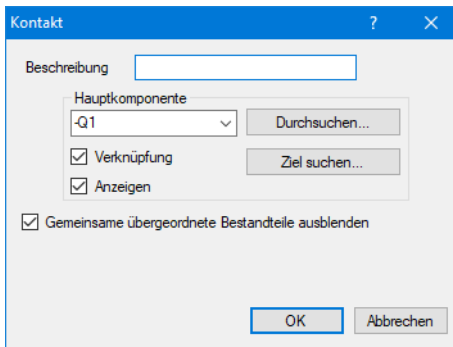 Kontakt ?
Beschreibung
Hauptkomponente
-Q1 Durchsuchen...
Verknüpfung Ziel suchen...
Anzeigen
Gemeinsame übergeordnete Bestandteile ausblenden
OK Abbrechen